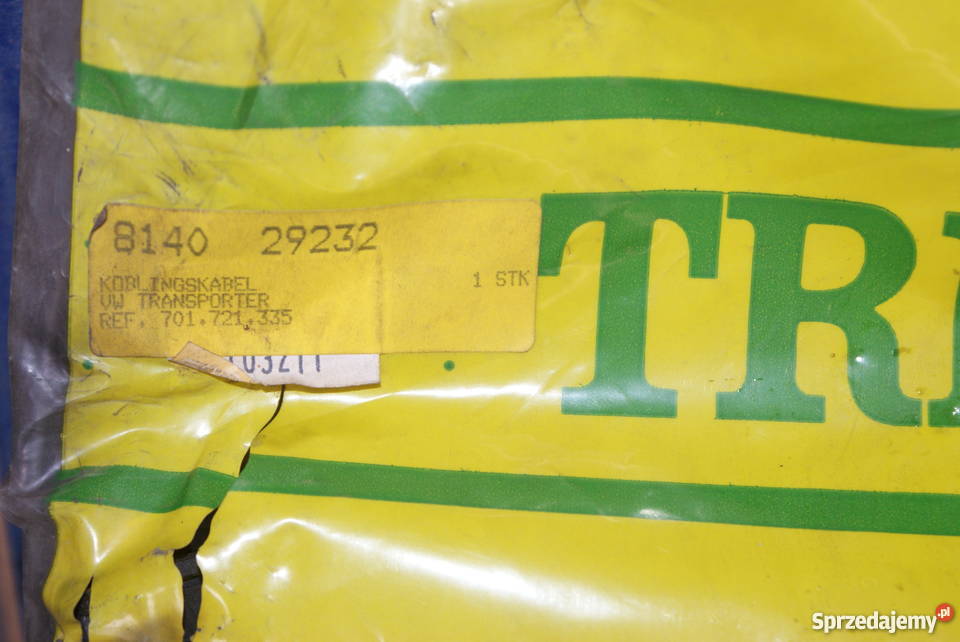 8140 29232
KOBLINGSKABEL
1 STK
VW TRANSPORTER
REF. 701.721.335
TR
Sprzedajemy.pl